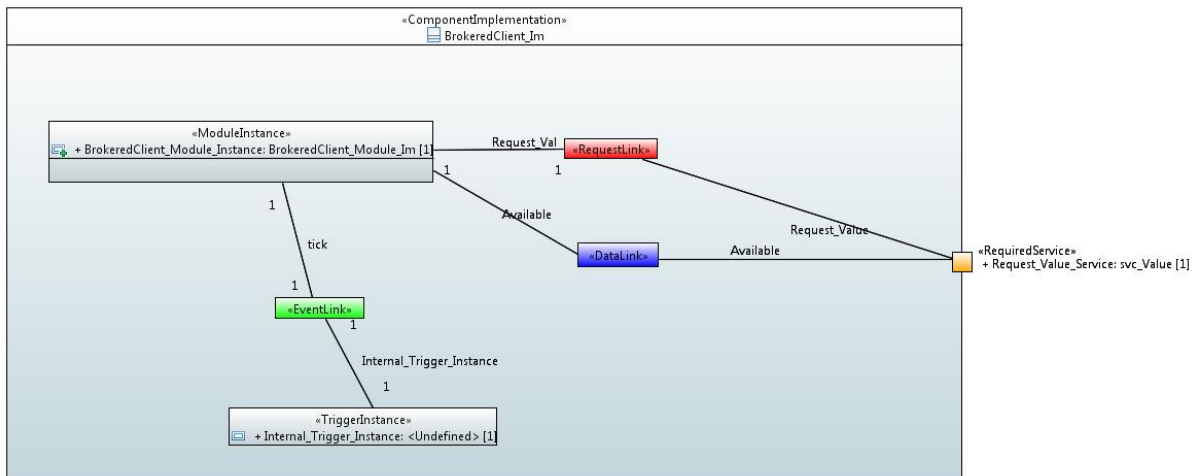 «ComponentImplementation»
BrokeredClient_Im
«ModuleInstance»
+ BrokeredClient_Module_Instance: BrokeredClient_Module_Im [1]
Request_Val
«RequestLink»
1
1
Available
Request_Value
«DataLink»
Available
«RequiredService»
+ Request_Value_Service: svc_Value [1]
1
tick
1
«EventLink»
1
Internal_Trigger_Instance
1
«TriggerInstance»
+ Internal_Trigger_Instance: <Undefined> [1]